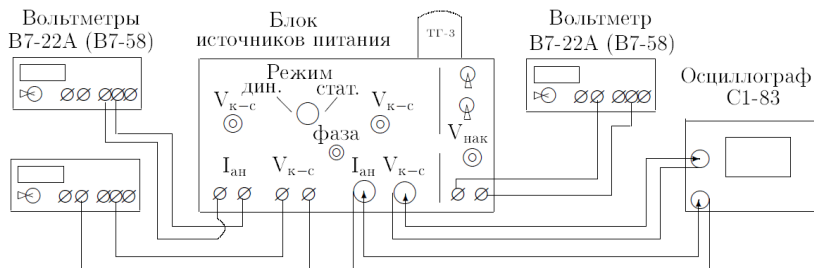 Вольтметры
В7-22А (В7-58)
Блок
источников питания
ТГ-3
Вольтметр
В7-22А (В7-58)
Осциллограф
С1-83
Режим
дин. стат.
Vк−с
Vк−с
фаза
Vнак
Iан
Vк−с
Iан
Vк−с